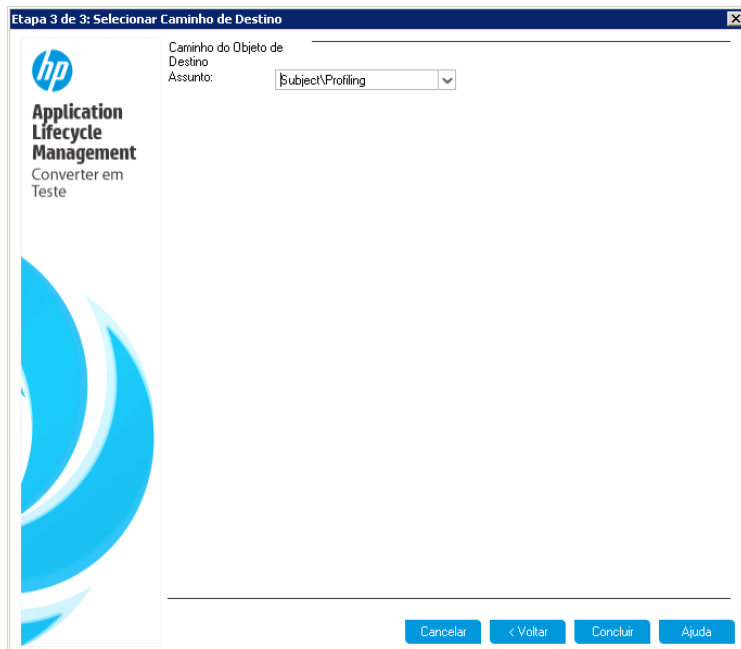 Etapa 3 de 3: Selecionar Caminho de Destino
hp
Application
Lifecycle
Management
Converter em
Teste
Caminho do Objeto de
Destino
Assunto:
Subject\Profiling
Cancelar
< Voltar
Concluir
Ajuda